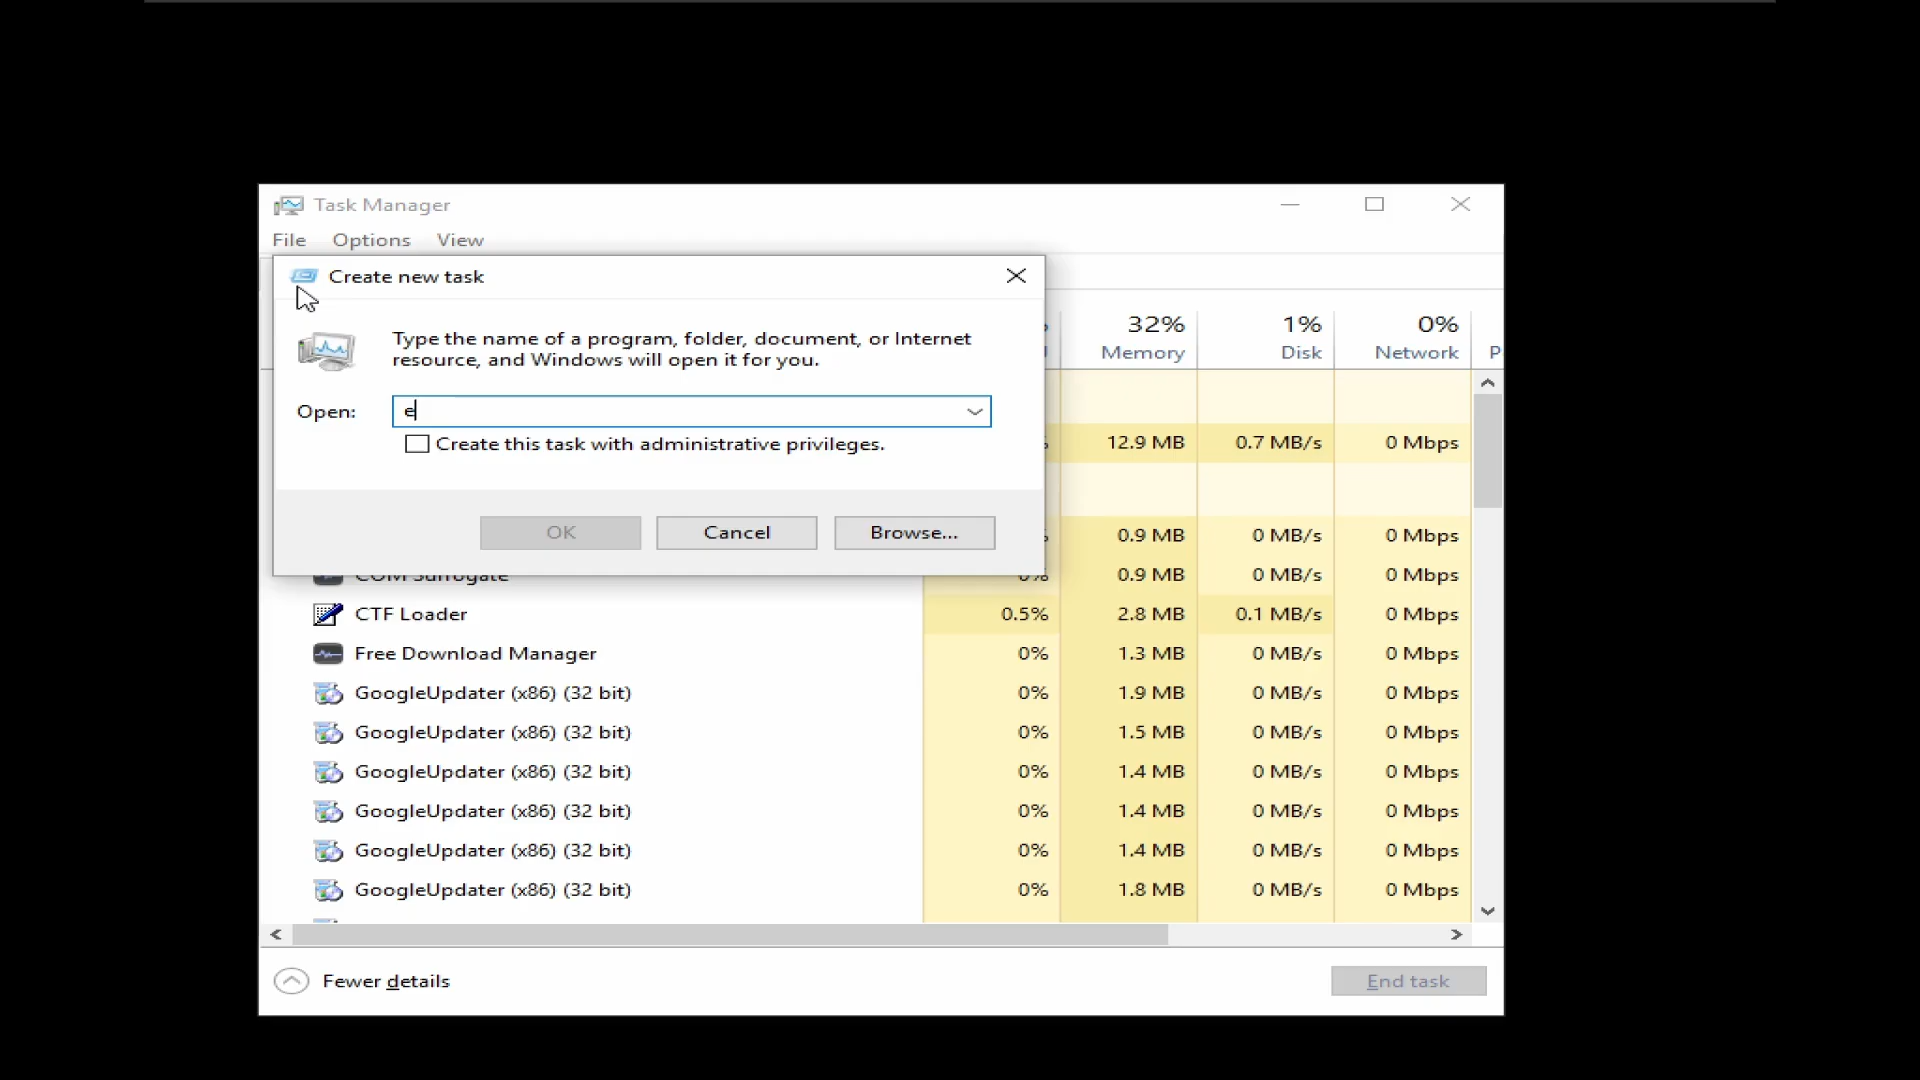 Task Manager
File Options View
Create new task
Type the name of a program, folder, document, or Internet
resource, and Windows will open it for you.
Open: e
Create this task with administrative privileges.
OK Cancel Browse...
32% 1% 0%
Memory Disk Network P
12.9 MB 0.7 MB/s 0 Mbps
0.9 MB 0 MB/s 0 Mbps
COM Surrogate 0% 0.9 MB 0 MB/s 0 Mbps
CTF Loader 0.5% 2.8 MB 0.1 MB/s 0 Mbps
Free Download Manager 0% 1.3 MB 0 MB/s 0 Mbps
GoogleUpdater (x86) (32 bit) 0% 1.9 MB 0 MB/s 0 Mbps
GoogleUpdater (x86) (32 bit) 0% 1.5 MB 0 MB/s 0 Mbps
GoogleUpdater (x86) (32 bit) 0% 1.4 MB 0 MB/s 0 Mbps
GoogleUpdater (x86) (32 bit) 0% 1.4 MB 0 MB/s 0 Mbps
GoogleUpdater (x86) (32 bit) 0% 1.4 MB 0 MB/s 0 Mbps
GoogleUpdater (x86) (32 bit) 0% 1.8 MB 0 MB/s 0 Mbps
Fewer details End task